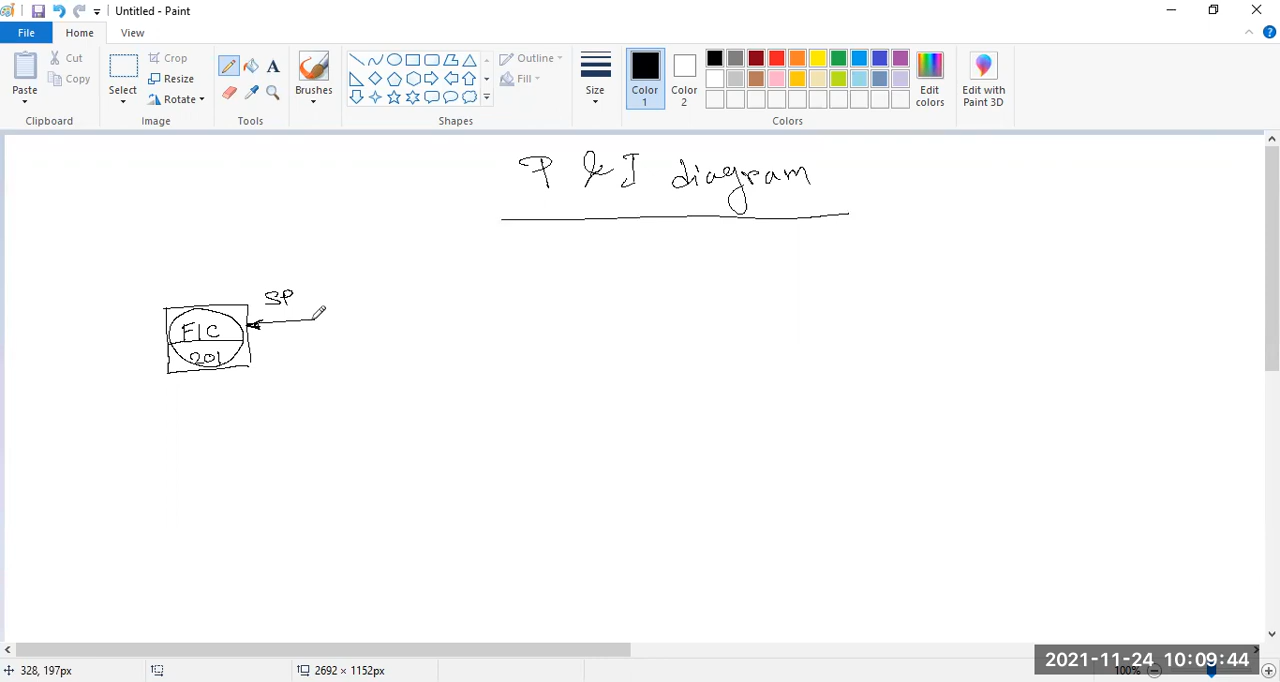 Untitled - Paint
File Home View
Cut
Copy
Paste
Clipboard
Crop
Resize
Rotate
Select
Image
Tools
Brushes
Outline
Fill
Shapes
Size
Color 1
Color 2
Edit colors
Colors
Edit with Paint 3D
P & I diagram
SP
FIC
201
328, 197px
2692 × 1152px
100%
2021-11-24 10:09:44